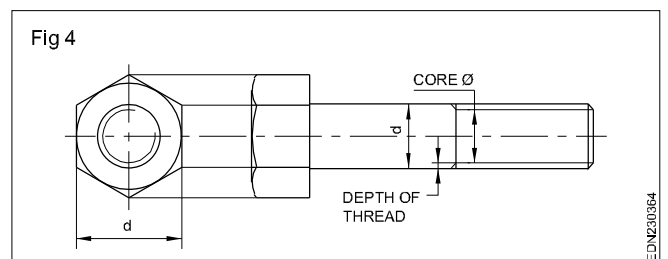 Fig 4
CORE Ø
d
DEPTH OF
THREAD
d
EDN230364